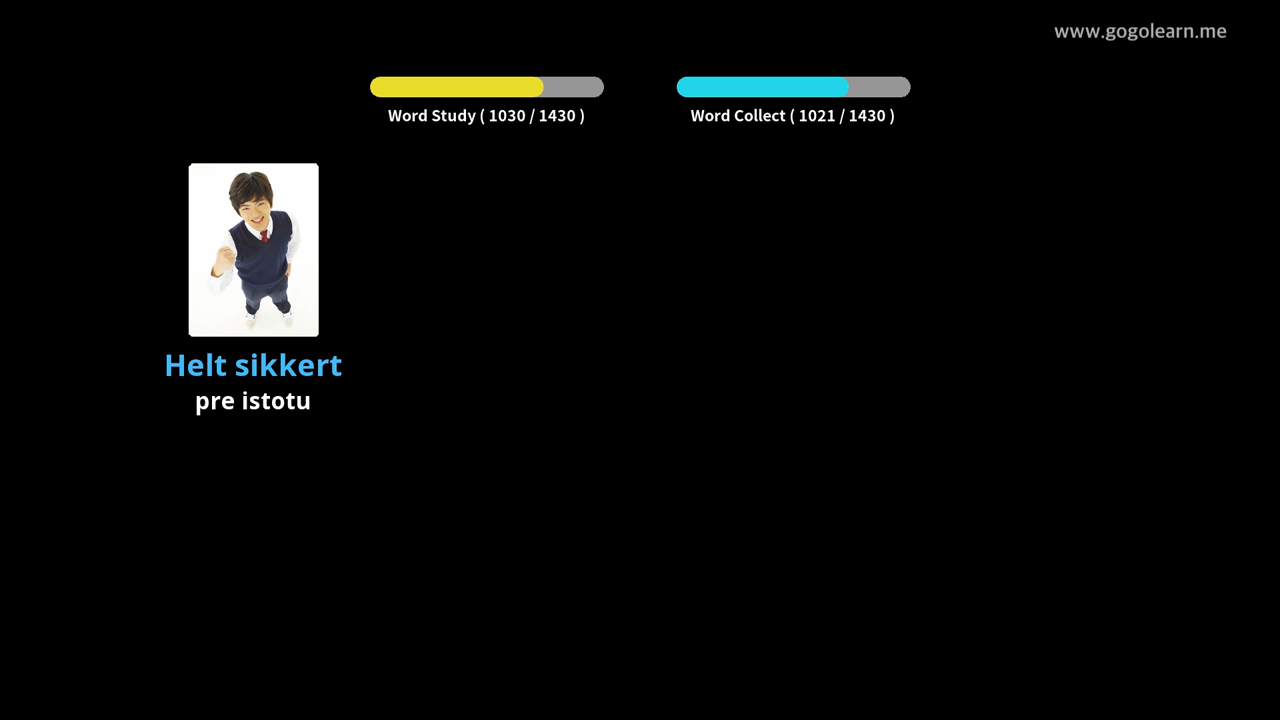 www.gogolearn.me
Word Study ( 1030 / 1430 )
Word Collect ( 1021 / 1430 )
Helt sikkert
pre istotu